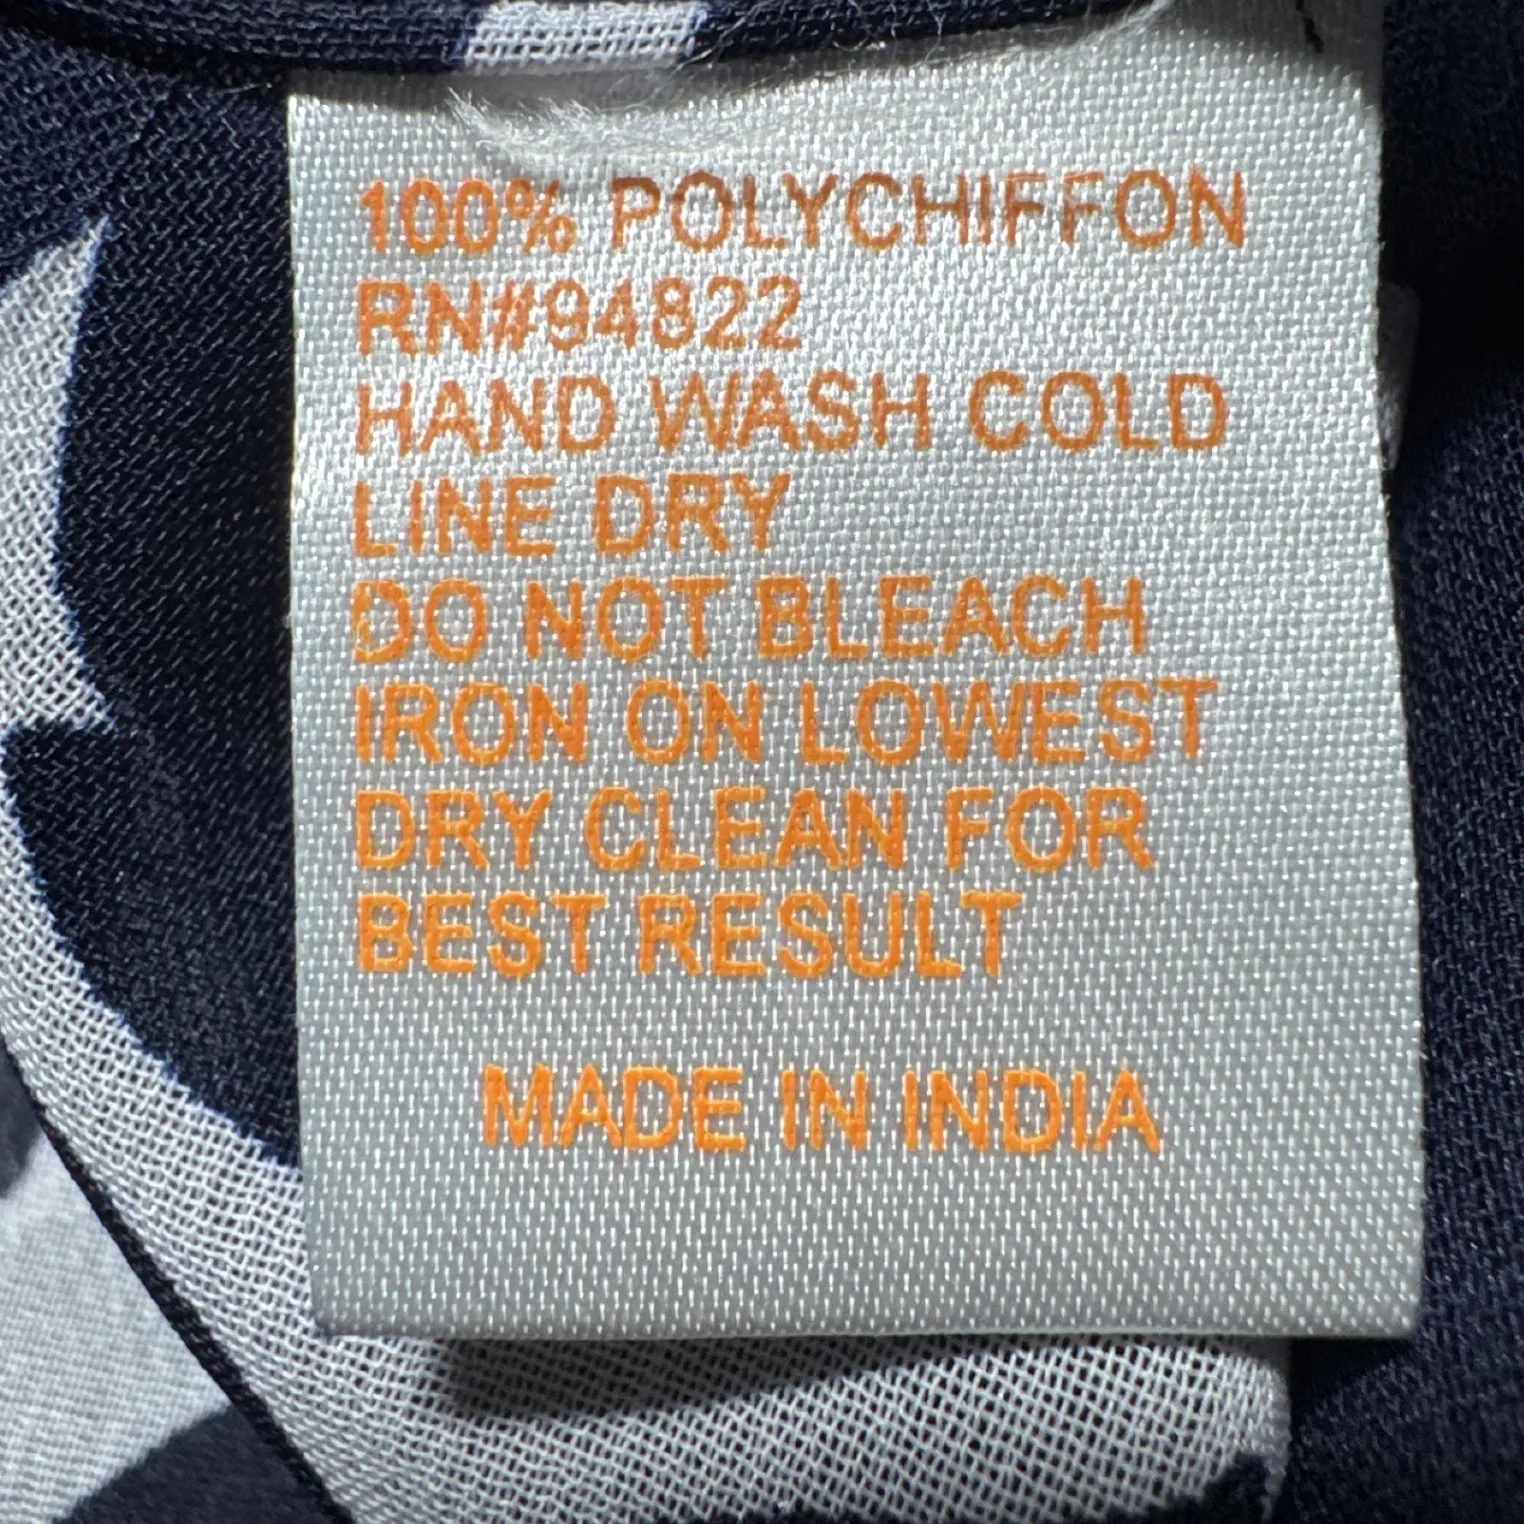 100% POLYCHIFFON
RN#94822
HAND WASH COLD
LINE DRY
DO NOT BLEACH
IRON ON LOWEST
DRY CLEAN FOR
BEST RESULT
MADE IN INDIA